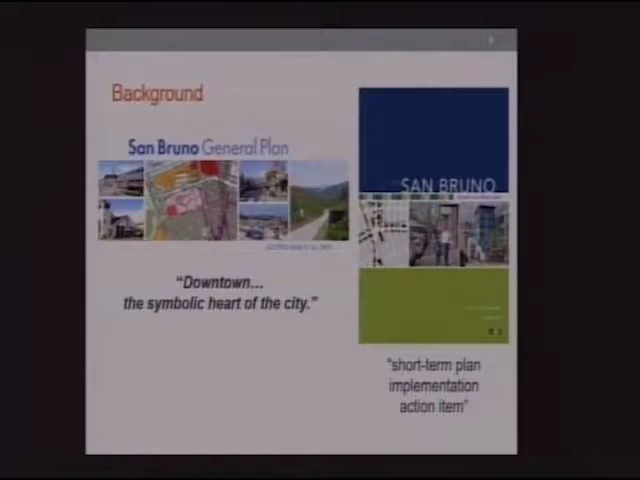 Background
San Bruno General Plan
SAN BRUNO
“Downtown…
the symbolic heart of the city.”
“short-term plan
implementation
action item”